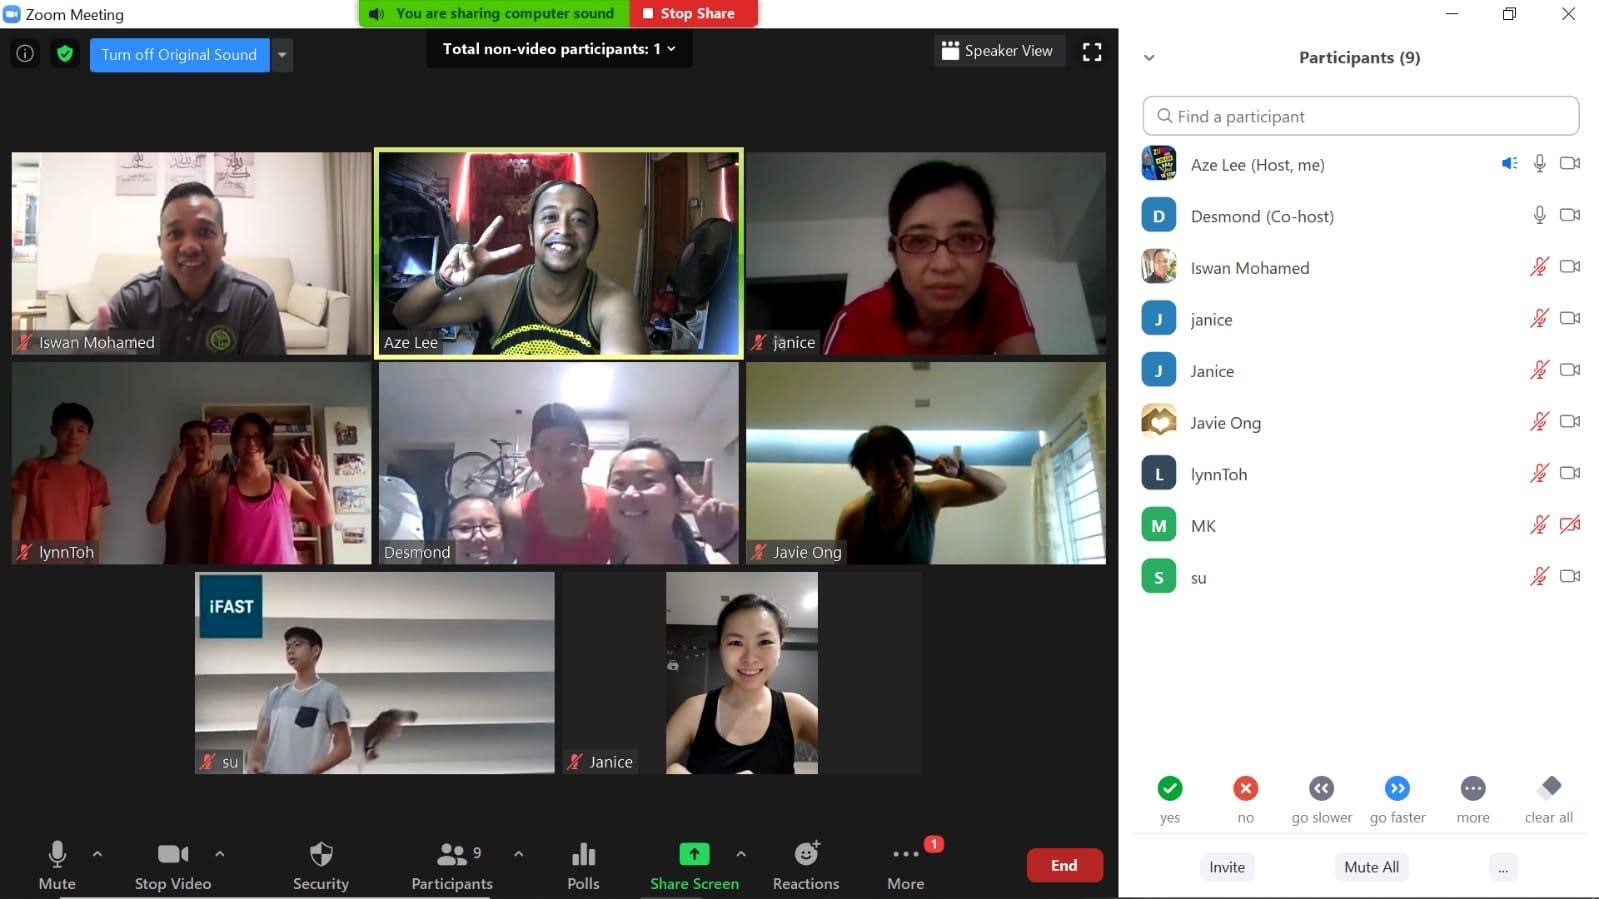 Zoom Meeting
You are sharing computer sound
Stop Share
Turn off Original Sound
Total non-video participants: 1
Speaker View
Iswan Mohamed
Aze Lee
janice
lynnToh
Desmond
Javie Ong
iFAST
su
Janice
Mute
Stop Video
Security
Participants
9
Polls
Share Screen
Reactions
More
1
End
Participants (9)
Find a participant
Aze Lee (Host, me)
D
Desmond (Co-host)
Iswan Mohamed
J
janice
J
Janice
Javie Ong
L
lynnToh
M
MK
S
su
yes
no
go slower
go faster
more
clear all
Invite
Mute All
...